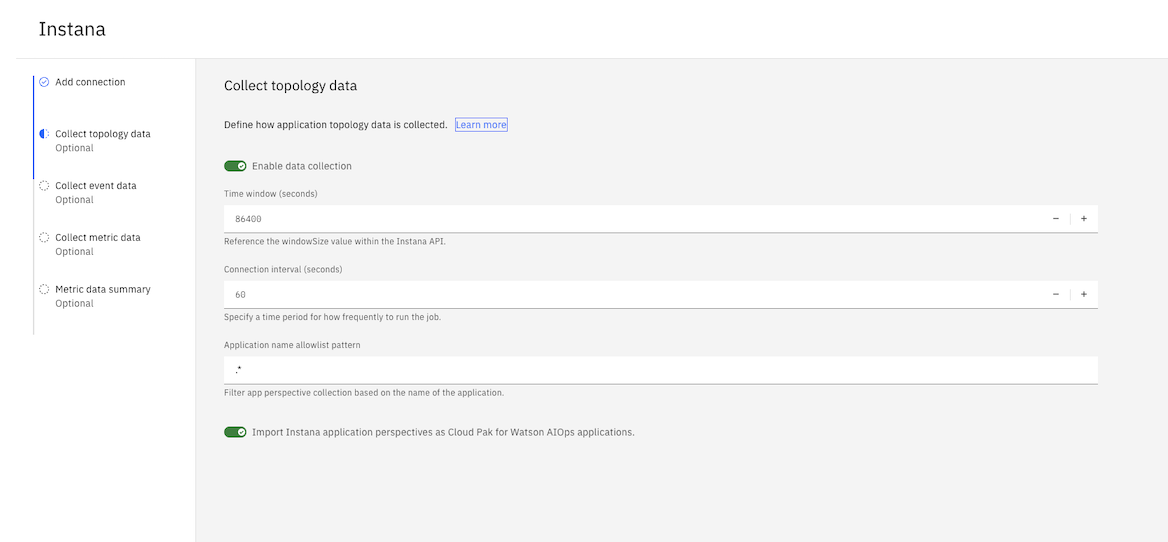 Instana
Add connection
Collect topology data
Optional
Collect event data
Optional
Collect metric data
Optional
Metric data summary
Optional
Collect topology data
Define how application topology data is collected. Learn more
Enable data collection
Time window (seconds)
86400
Reference the windowSize value within the Instana API.
Connection interval (seconds)
60
Specify a time period for how frequently to run the job.
Application name allowlist pattern
.*
Filter app perspective collection based on the name of the application.
Import Instana application perspectives as Cloud Pak for Watson AIOps applications.